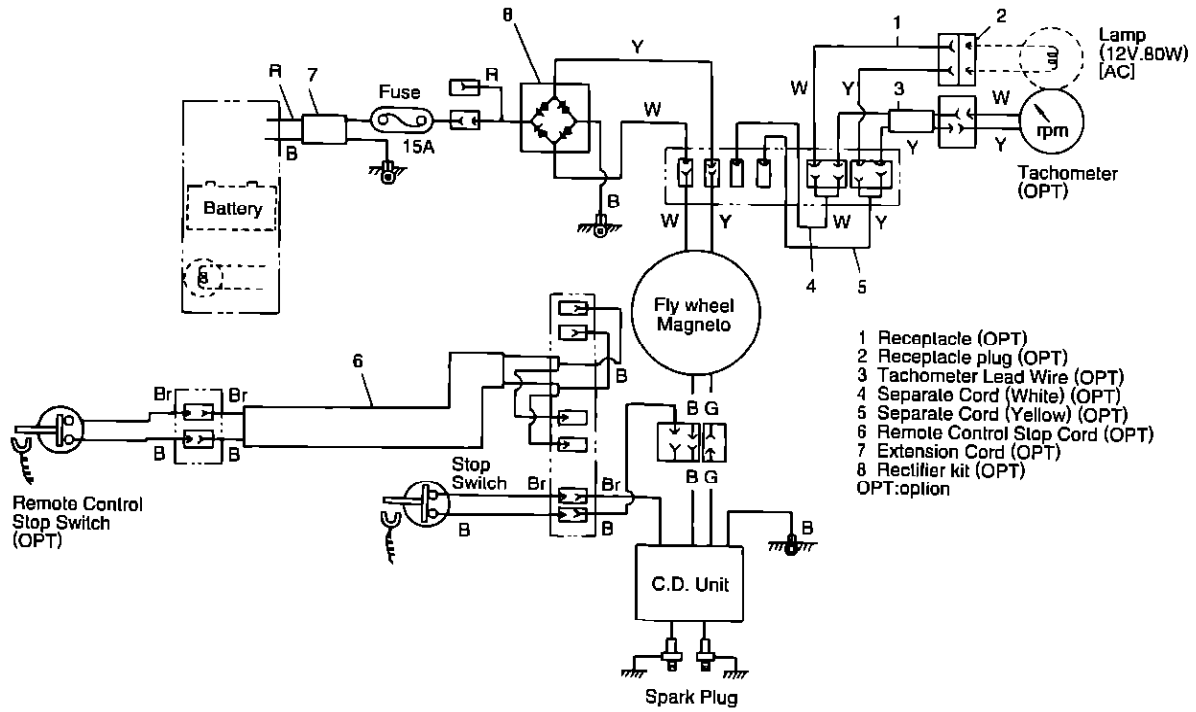 8
Y
1
2
Lamp
(12V.80W)
[AC]
R
7
Fuse
R
W
Y
W
3
W
15A
B
rpm
Y
Y
Tachometer
(OPT)
B
Battery
W
Y
W
Y
4
5
Fly wheel
Magneto
6
B
1 Receptacle (OPT)
2 Receptacle plug (OPT)
3 Tachometer Lead Wire (OPT)
4 Separate Cord (White) (OPT)
5 Separate Cord (Yellow) (OPT)
6 Remote Control Stop Cord (OPT)
7 Extension Cord (OPT)
8 Rectifier kit (OPT)
OPT:option
Br
Br
B
B
B
G
Remote Control
Stop Switch
(OPT)
Stop
Switch
Br
Br
B
G
B
B
B
C.D. Unit
Spark Plug